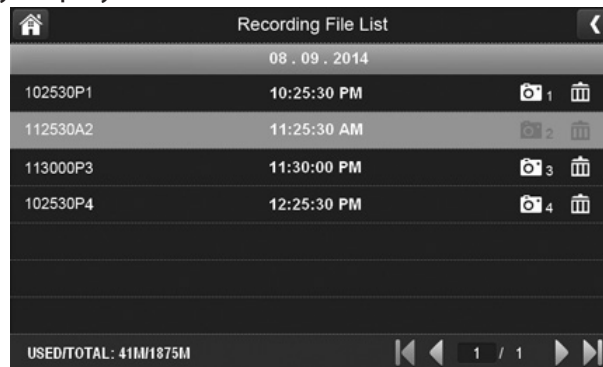 Recording File List
08 . 09 . 2014
102530P1 10:25:30 PM 1
112530A2 11:25:30 AM 2
113000P3 11:30:00 PM 3
102530P4 12:25:30 PM 4
USED/TOTAL: 41M/1875M 1 / 1